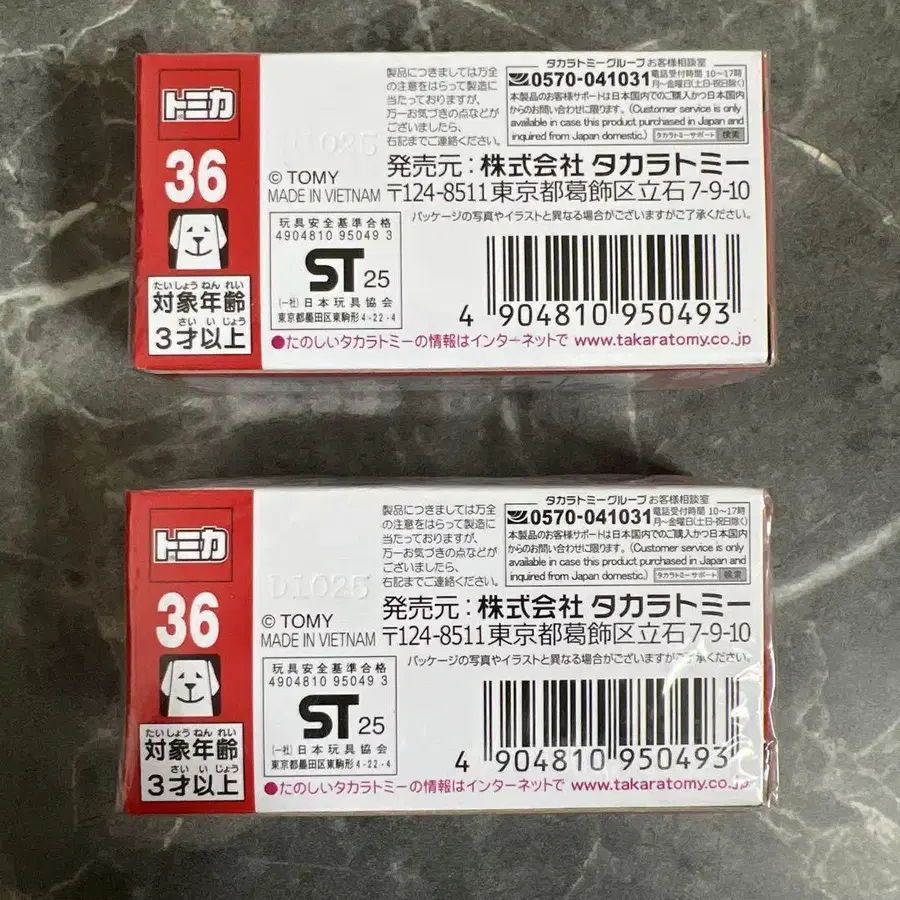 トミカ
36
たいしょうねんれい
対象年齢
さいいじょう
3才以上
製品につきましては万全
の注意をはらって製造に
当たっておりますが、
万一お気づきの点などが
ございましたら、
右記までご連絡ください。
タカラトミーグループお客様相談室
0570-041031 電話受付時間 10～17時
月～金曜日(土・日・祝日除く)
本製品のお客様サポートは日本国内でのご購入かつ日本国内
からのお問い合わせに限ります。(Customer service is only
available in case this product purchased in Japan and
inquired from Japan domestic.) タカラトミーサポート 検索
© TOMY
MADE IN VIETNAM
発売元：株式会社 タカラトミー
〒124-8511東京都葛飾区立石7-9-10
パッケージの写真やイラストと異なる場合がございますがご了承ください。
玩具安全基準合格
4904810 95049 3
ST 25
(一社)日本玩具協会
東京都墨田区東駒形4-22-4
4 904810 950493
●たのしいタカラトミーの情報はインターネットで www.takaratomy.co.jp
トミカ
36
たいしょうねんれい
対象年齢
さいいじょう
3才以上
製品につきましては万全
の注意をはらって製造に
当たっておりますが、
万一お気づきの点などが
ございましたら、
右記までご連絡ください。
タカラトミーグループお客様相談室
0570-041031 電話受付時間 10～17時
月～金曜日(土・日・祝日除く)
本製品のお客様サポートは日本国内でのご購入かつ日本国内
からのお問い合わせに限ります。(Customer service is only
available in case this product purchased in Japan and
inquired from Japan domestic.) タカラトミーサポート 検索
D1025
© TOMY
MADE IN VIETNAM
発売元：株式会社 タカラトミー
〒124-8511東京都葛飾区立石7-9-10
パッケージの写真やイラストと異なる場合がございますがご了承ください。
玩具安全基準合格
4904810 95049 3
ST 25
(一社)日本玩具協会
東京都墨田区東駒形4-22-4
4 904810 950493
●たのしいタカラトミーの情報はインターネットで www.takaratomy.co.jp